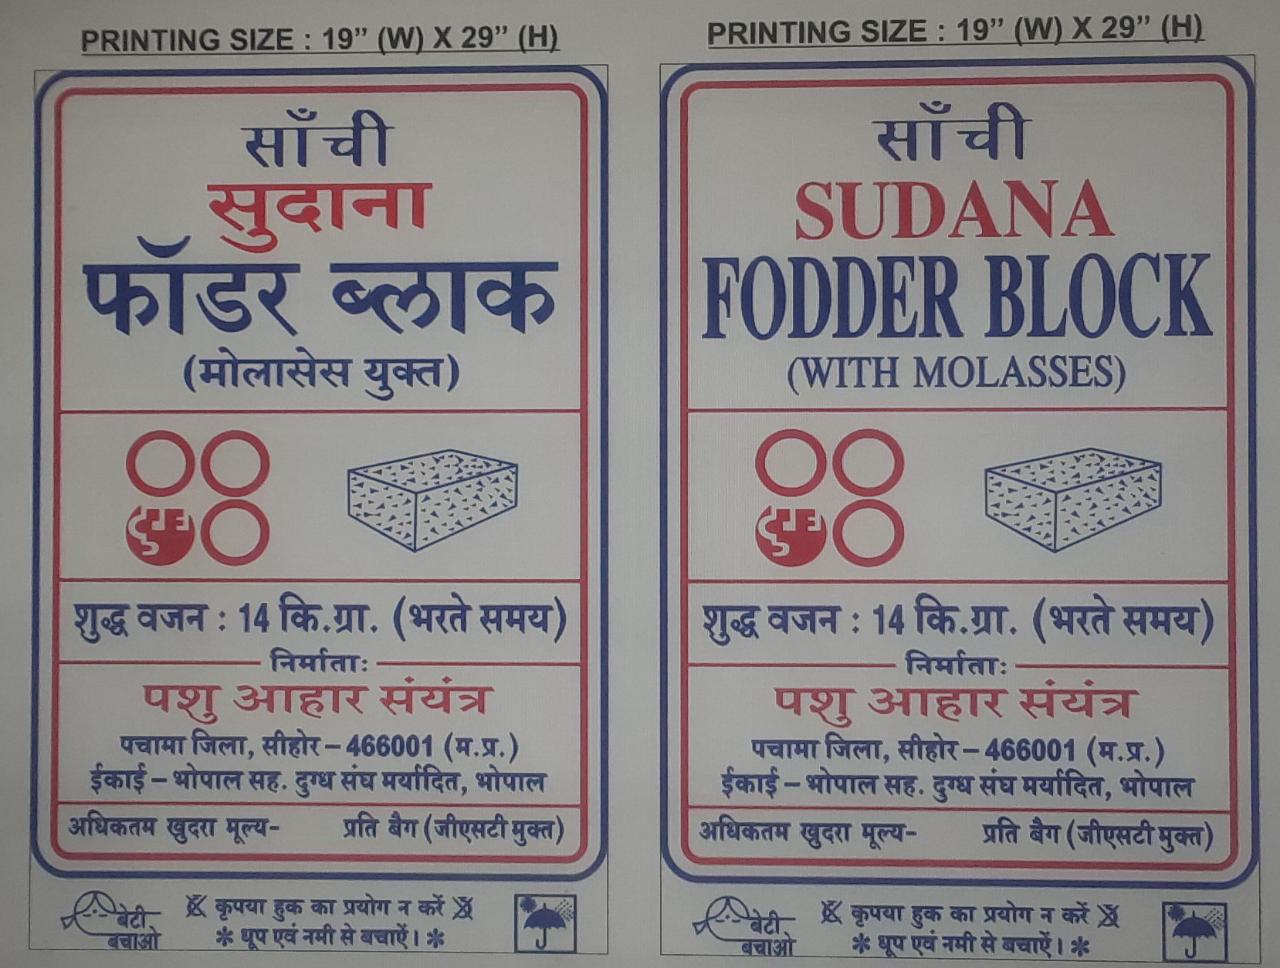 PRINTING SIZE : 19” (W) X 29” (H)
साँची
सुदाना
फॉडर ब्लाक
(मोलासेस युक्त)
शुद्ध वजन : 14 कि.ग्रा. (भरते समय)
निर्माताः
पशु आहार संयंत्र
पचामा जिला, सीहोर – 466001 (म.प्र.)
ईकाई – भोपाल सह. दुग्ध संघ मर्यादित, भोपाल
अधिकतम खुदरा मूल्य- प्रति बैग (जीएसटी मुक्त)
बेटी
बचाओ
कृपया हुक का प्रयोग न करें
* धूप एवं नमी से बचाऐं। *
PRINTING SIZE : 19” (W) X 29” (H)
साँची
SUDANA
FODDER BLOCK
(WITH MOLASSES)
शुद्ध वजन : 14 कि.ग्रा. (भरते समय)
निर्माताः
पशु आहार संयंत्र
पचामा जिला, सीहोर – 466001 (म.प्र.)
ईकाई – भोपाल सह. दुग्ध संघ मर्यादित, भोपाल
अधिकतम खुदरा मूल्य- प्रति बैग (जीएसटी मुक्त)
बेटी
बचाओ
कृपया हुक का प्रयोग न करें
* धूप एवं नमी से बचाऐं। *